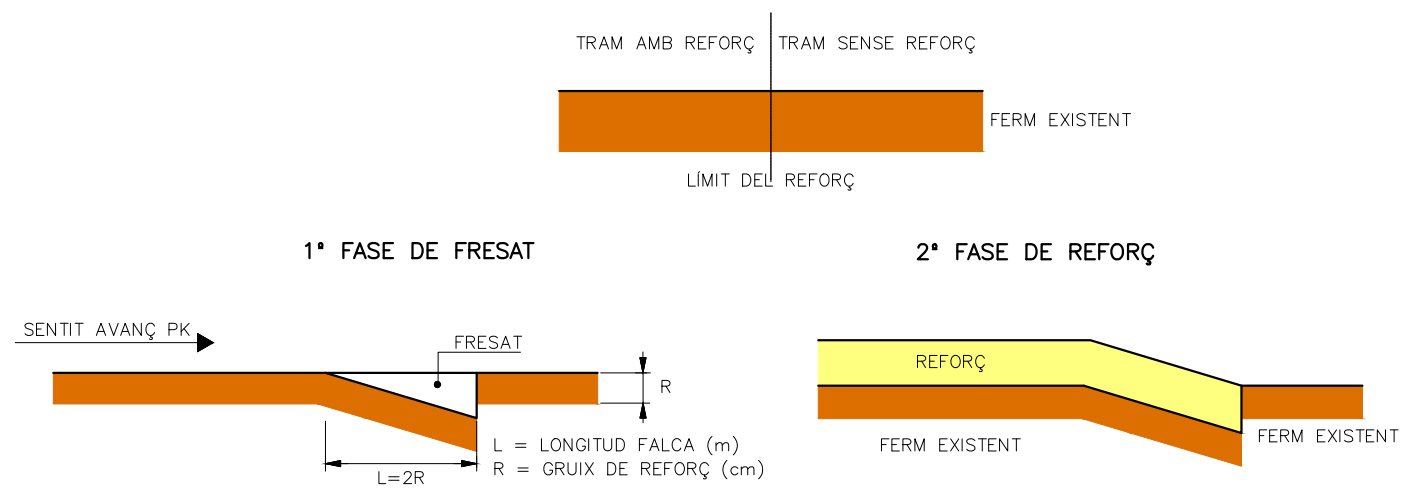 TRAM AMB REFORÇ
TRAM SENSE REFORÇ
FERM EXISTENT
LÍMIT DEL REFORÇ
1ª FASE DE FRESAT
2ª FASE DE REFORÇ
SENTIT AVANÇ PK
FRESAT
R
L=2R
L = LONGITUD FALCA (m)
R = GRUIX DE REFORÇ (cm)
REFORÇ
FERM EXISTENT
FERM EXISTENT